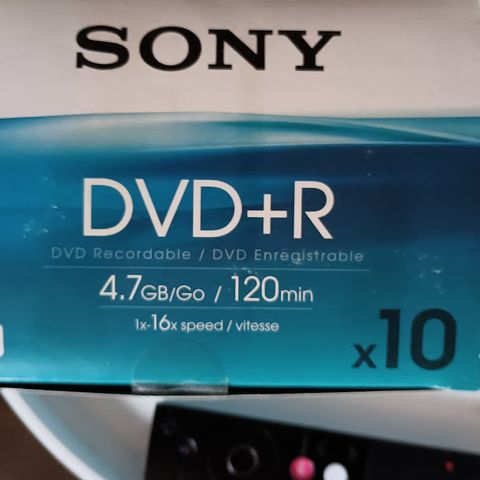 SONY
DVD+R
DVD Recordable / DVD Enregistrable
4.7GB/Go / 120min
1x-16x speed / vitesse
x10